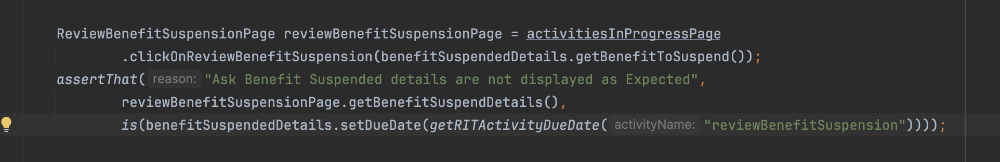 ReviewBenefitSuspensionPage reviewBenefitSuspensionPage = activitiesInProgressPage
.clickOnReviewBenefitSuspension(benefitSuspendedDetails.getBenefitToSuspend());
assertThat( reason: "Ask Benefit Suspended details are not displayed as Expected",
reviewBenefitSuspensionPage.getBenefitSuspendDetails(),
is(benefitSuspendedDetails.setDueDate(getRITActivityDueDate( activityName: "reviewBenefitSuspension"))));